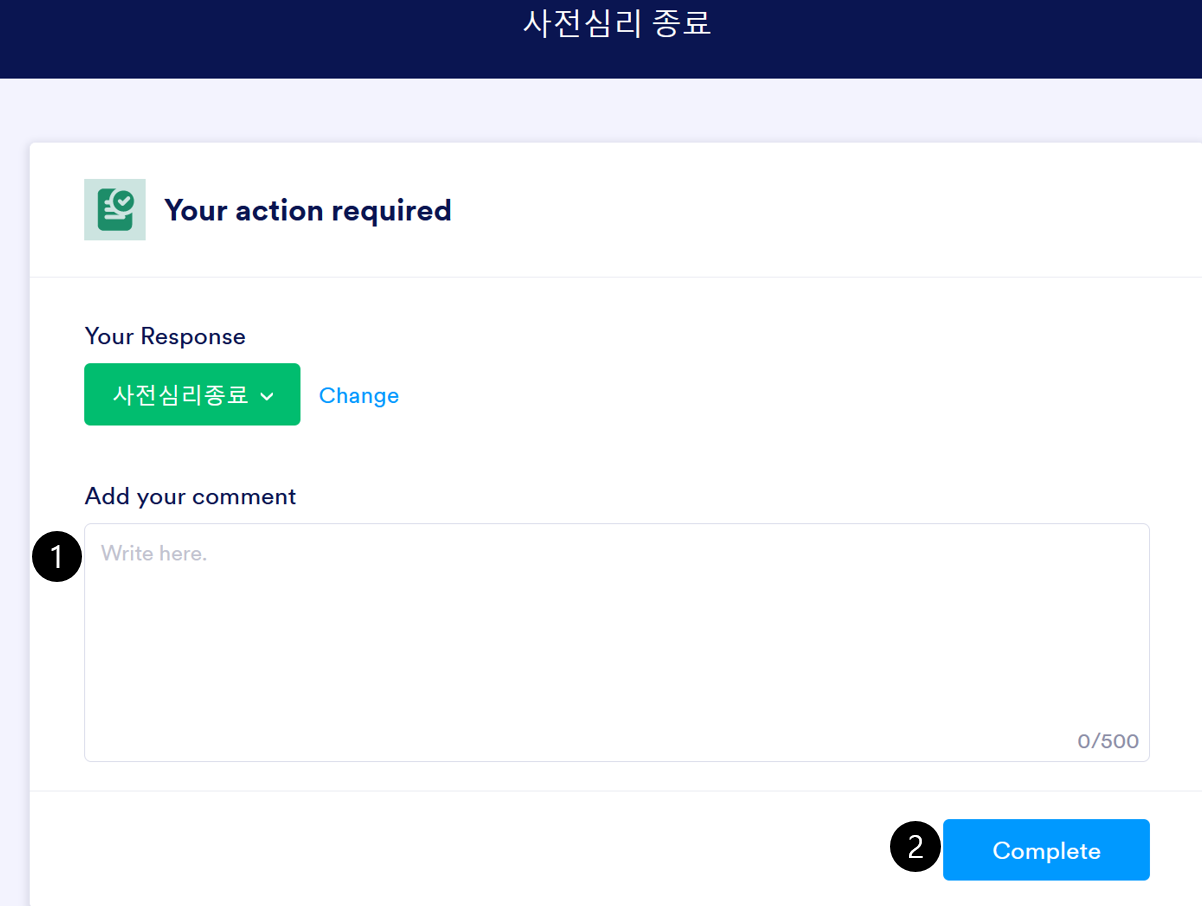 사전심리 종료
Your action required
Your Response
사전심리종료 Change
Add your comment
1 Write here.
0/500
2 Complete